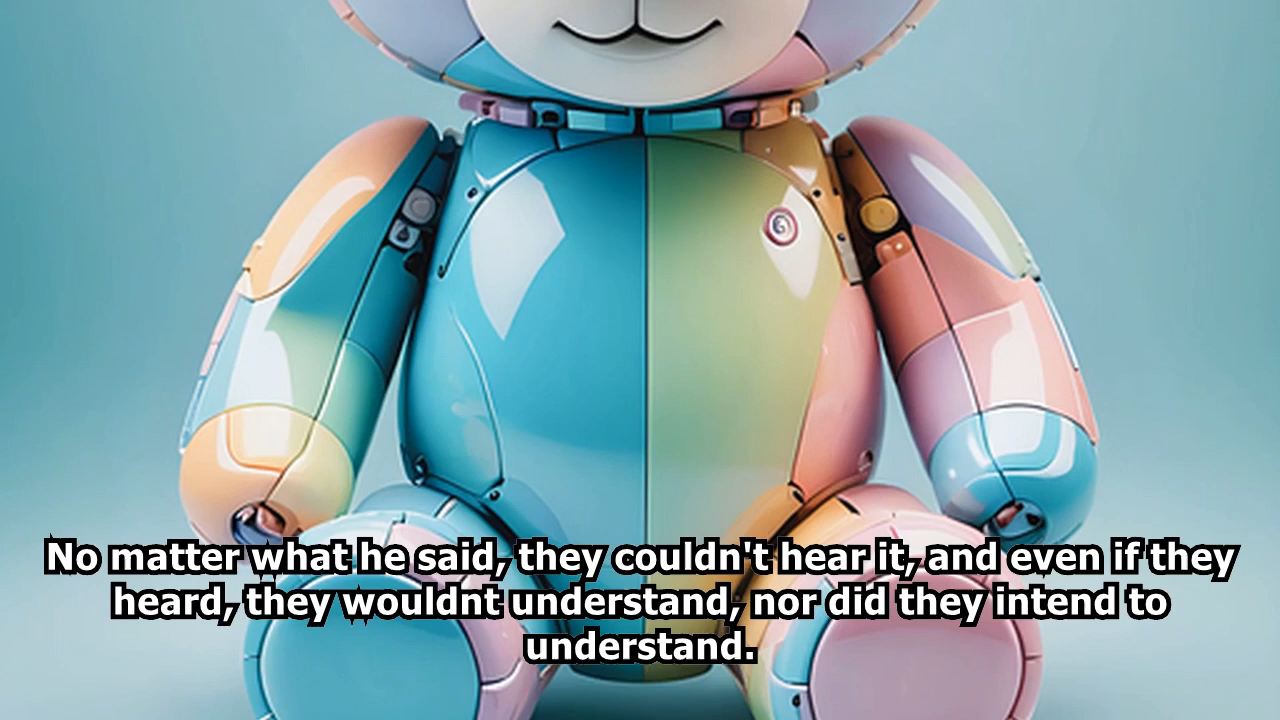 No matter what he said, they couldn't hear it, and even if they
heard, they wouldnt understand, nor did they intend to
understand.